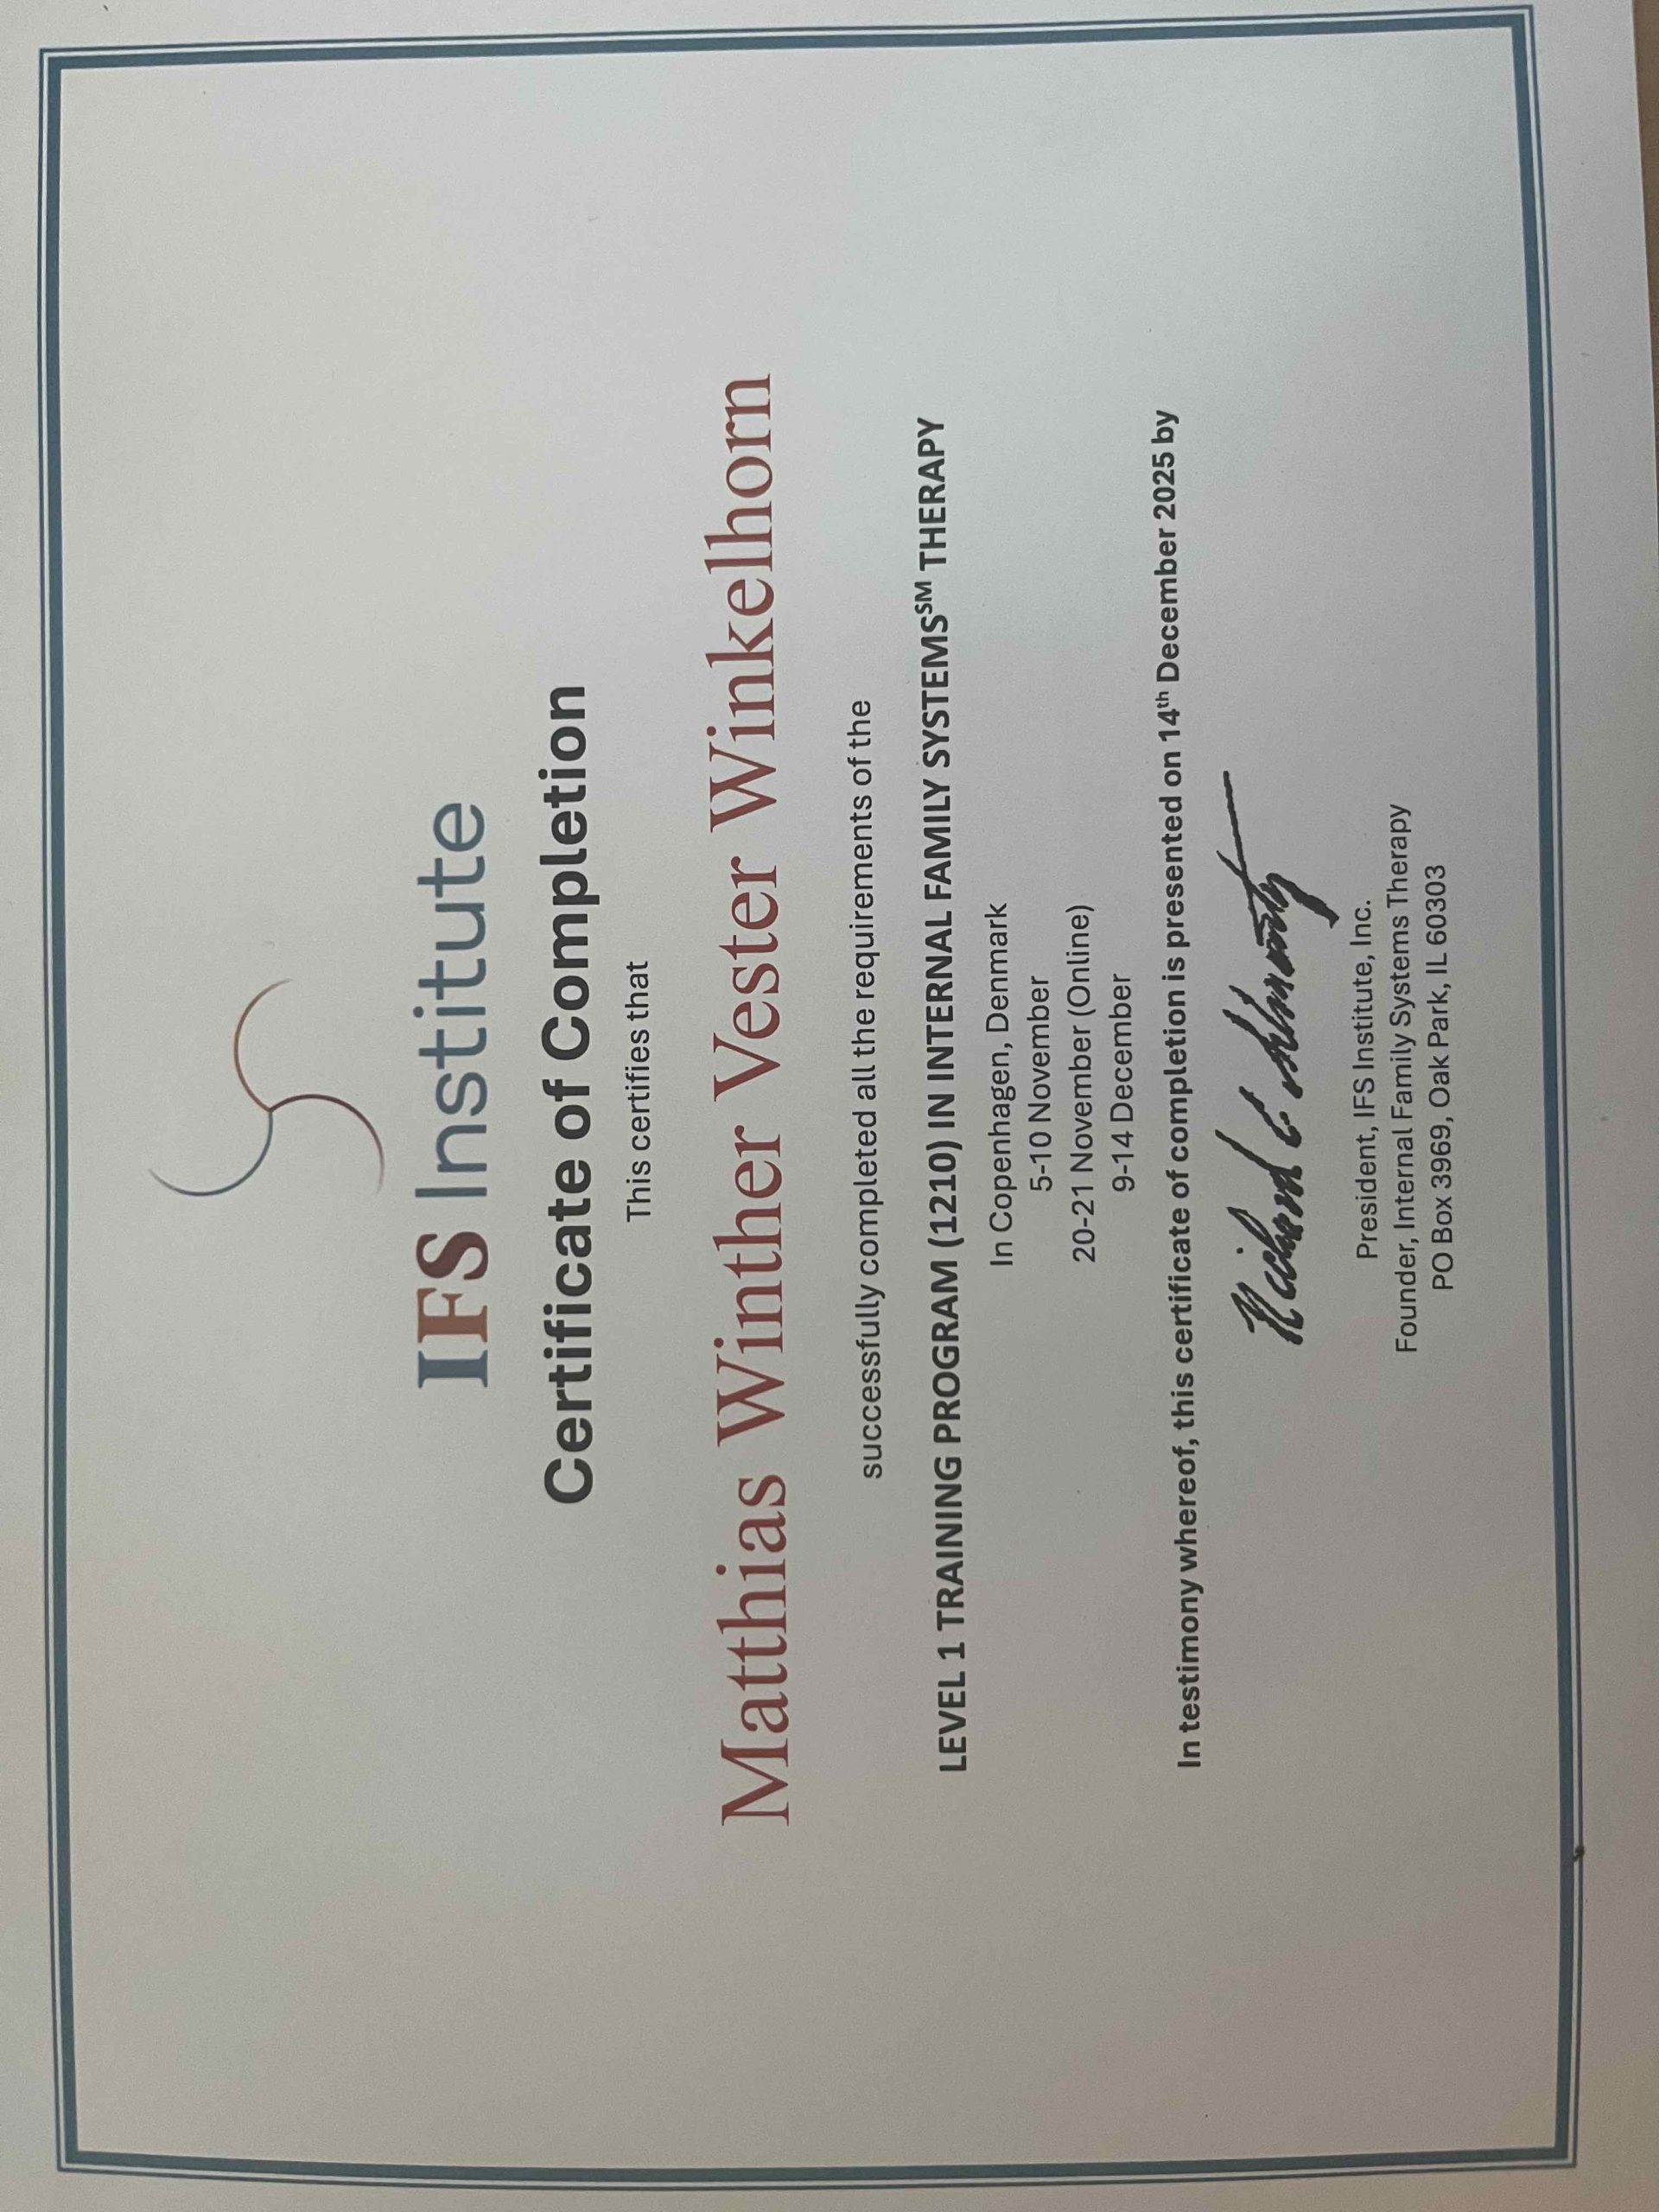 IFS Institute
Certificate of Completion
This certifies that
Matthias Winther Vester Winkelhorn
successfully completed all the requirements of the
LEVEL 1 TRAINING PROGRAM (1210) IN INTERNAL FAMILY SYSTEMS℠ THERAPY
In Copenhagen, Denmark
5-10 November
20-21 November (Online)
9-14 December
In testimony whereof, this certificate of completion is presented on 14th December 2025 by
President, IFS Institute, Inc.
Founder, Internal Family Systems Therapy
PO Box 3969, Oak Park, IL 60303